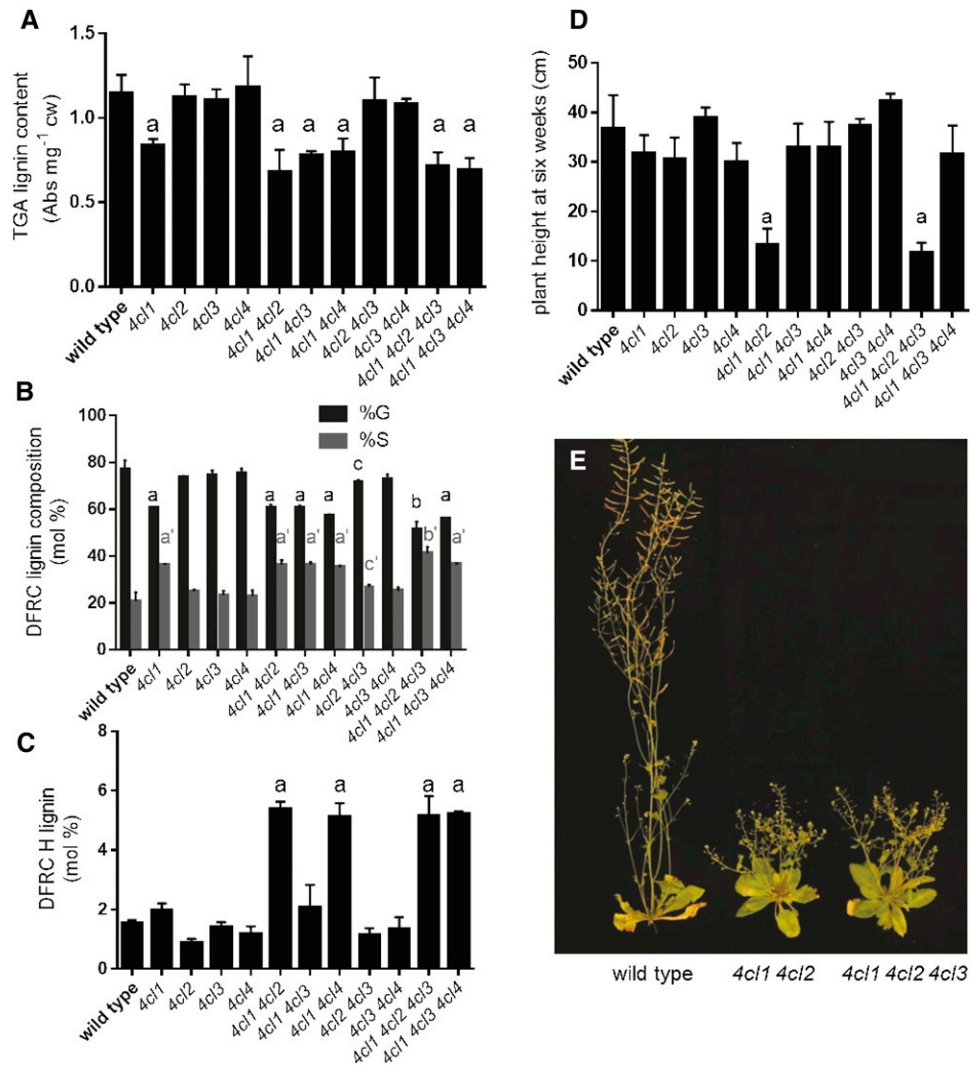 A
TGA lignin content
(Abs mg-1 cw)
1.5
1.0
0.5
0.0
a
a
a
a
a
a
wild type
4cl1
4cl2
4cl3
4cl4
4cl1 4cl2
4cl1 4cl3
4cl1 4cl4
4cl2 4cl3
4cl3 4cl4
4cl1 4cl2 4cl3
4cl1 4cl3 4cl4
B
DFRC lignin composition
(mol %)
100
80
60
40
20
0
%G
%S
a
a'
a
a'
a
a'
a
a'
c
c'
b
b'
a
a'
wild type
4cl1
4cl2
4cl3
4cl4
4cl1 4cl2
4cl1 4cl3
4cl1 4cl4
4cl2 4cl3
4cl3 4cl4
4cl1 4cl2 4cl3
4cl1 4cl3 4cl4
C
DFRC H lignin
(mol %)
8
6
4
2
0
a
a
a
a
wild type
4cl1
4cl2
4cl3
4cl4
4cl1 4cl2
4cl1 4cl3
4cl1 4cl4
4cl2 4cl3
4cl3 4cl4
4cl1 4cl2 4cl3
4cl1 4cl3 4cl4
D
plant height at six weeks (cm)
50
40
30
20
10
0
a
a
wild type
4cl1
4cl2
4cl3
4cl4
4cl1 4cl2
4cl1 4cl3
4cl1 4cl4
4cl2 4cl3
4cl3 4cl4
4cl1 4cl2 4cl3
4cl1 4cl3 4cl4
E
wild type
4cl1 4cl2
4cl1 4cl2 4cl3